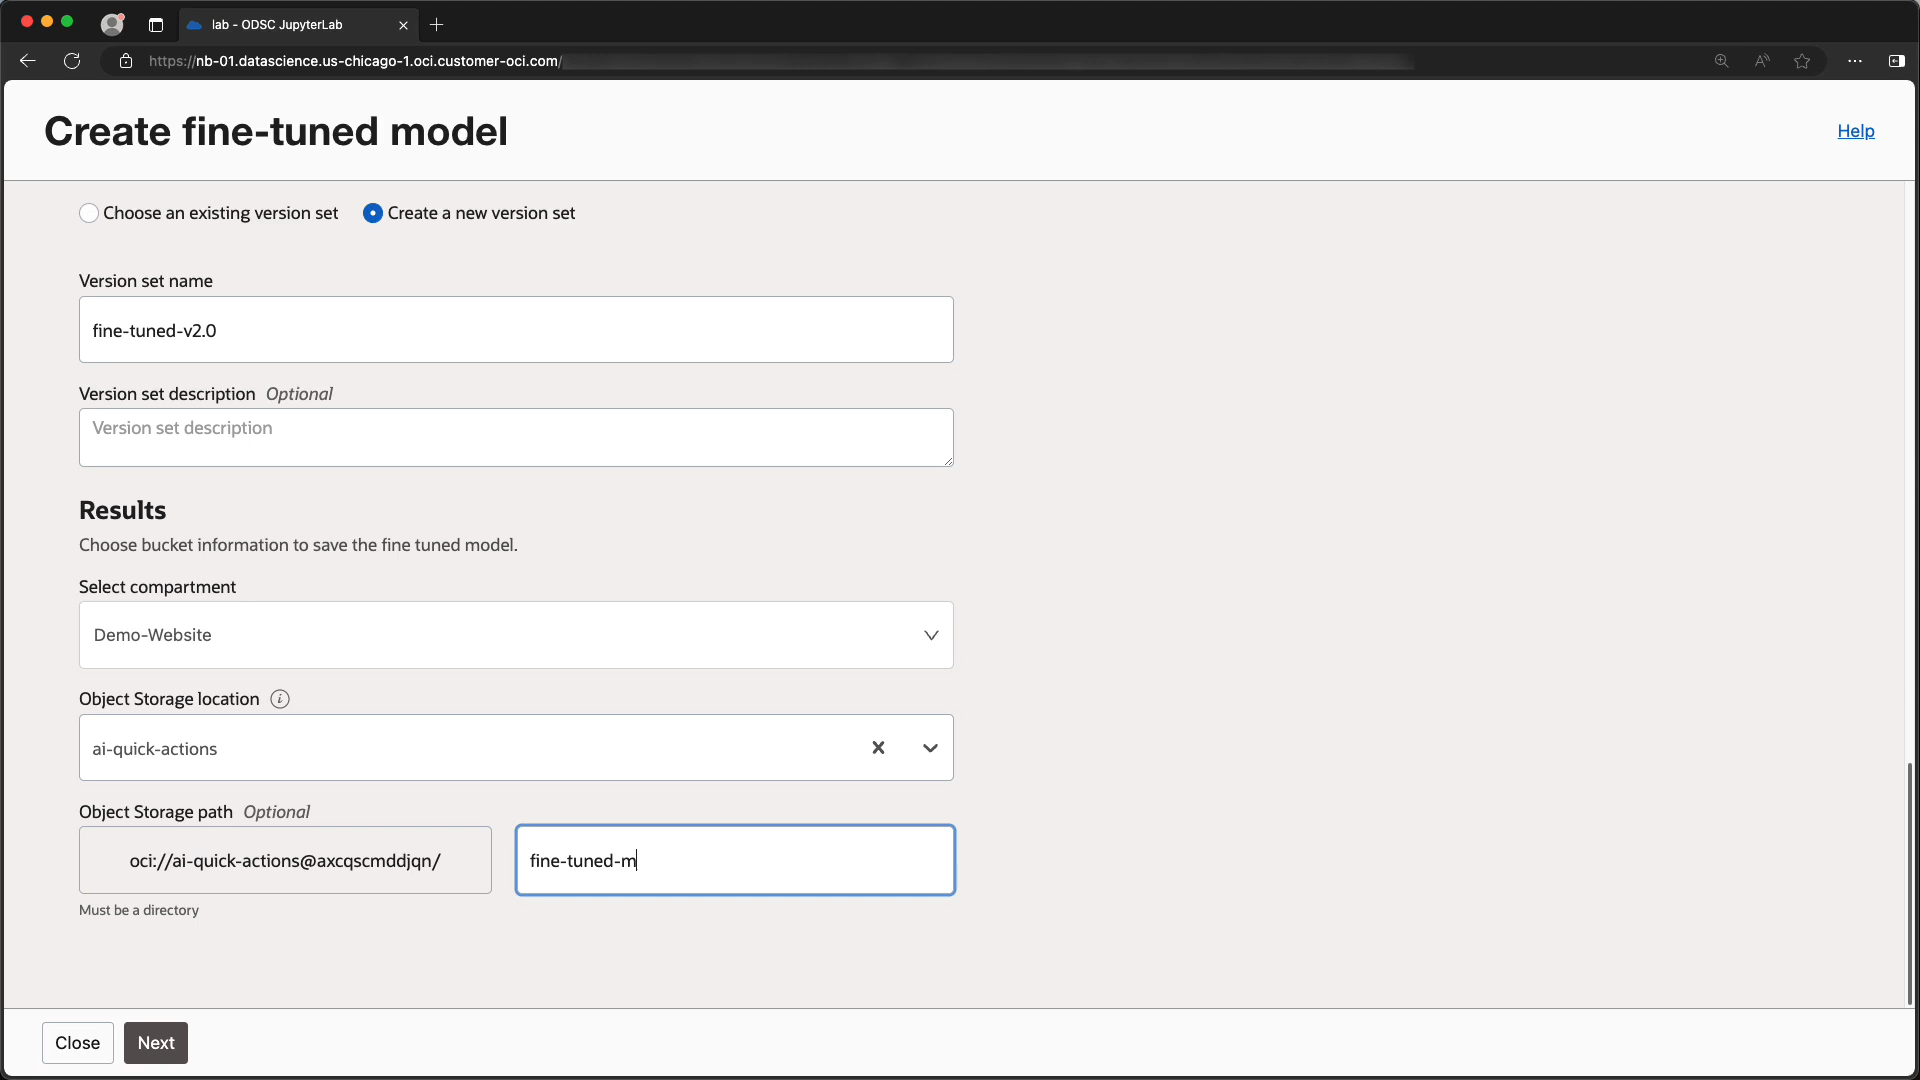 lab - ODSC JupyterLab
https://nb-01.datascience.us-chicago-1.oci.customer-oci.com/
Create fine-tuned model
Help
Choose an existing version set
Create a new version set
Version set name
fine-tuned-v2.0
Version set description Optional
Version set description
Results
Choose bucket information to save the fine tuned model.
Select compartment
Demo-Website
Object Storage location
ai-quick-actions
Object Storage path Optional
oci://ai-quick-actions@axcqscmddjqn/
fine-tuned-m
Must be a directory
Close
Next